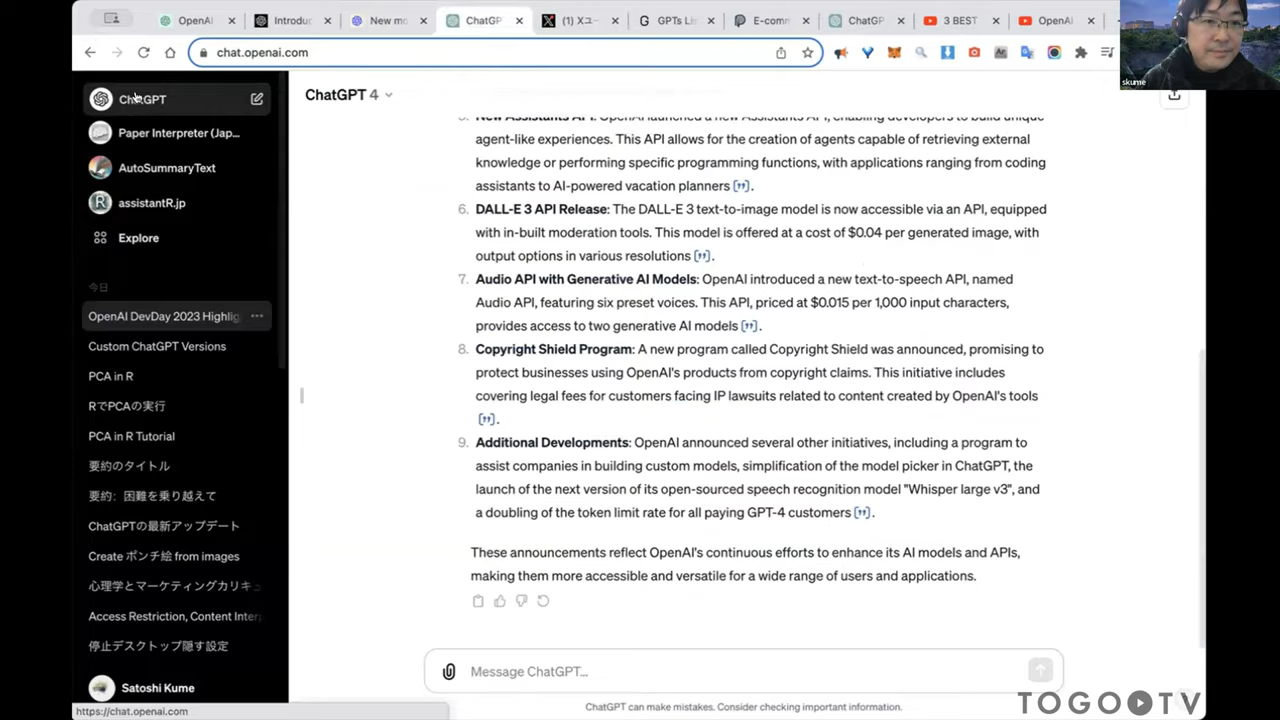 OpenAI
Introduc
New mo
ChatGP
(1) Xユー
GPTs Li
E-comm
ChatGP
3 BEST
OpenAI
chat.openai.com
skume
ChatGPT
Paper Interpreter (Jap...
AutoSummaryText
assistantR.jp
Explore
今日
OpenAI DevDay 2023 Highlig
Custom ChatGPT Versions
PCA in R
RでPCAの実行
PCA in R Tutorial
要約のタイトル
要約: 困難を乗り越えて
ChatGPTの最新アップデート
Create ポンチ絵 from images
心理学とマーケティングカリキュ
Access Restriction, Content Inter
停止デスクトップ隠す設定
Satoshi Kume
https://chat.openai.com
ChatGPT 4
New Assistants API: OpenAI launched a new Assistants API, enabling developers to build unique
agent-like experiences. This API allows for the creation of agents capable of retrieving external
knowledge or performing specific programming functions, with applications ranging from coding
assistants to AI-powered vacation planners [”].
6. DALL-E 3 API Release: The DALL-E 3 text-to-image model is now accessible via an API, equipped
with in-built moderation tools. This model is offered at a cost of $0.04 per generated image, with
output options in various resolutions [”].
7. Audio API with Generative AI Models: OpenAI introduced a new text-to-speech API, named
Audio API, featuring six preset voices. This API, priced at $0.015 per 1,000 input characters,
provides access to two generative AI models [”].
8. Copyright Shield Program: A new program called Copyright Shield was announced, promising to
protect businesses using OpenAI's products from copyright claims. This initiative includes
covering legal fees for customers facing IP lawsuits related to content created by OpenAI's tools
[”].
9. Additional Developments: OpenAI announced several other initiatives, including a program to
assist companies in building custom models, simplification of the model picker in ChatGPT, the
launch of the next version of its open-sourced speech recognition model "Whisper large v3", and
a doubling of the token limit rate for all paying GPT-4 customers [”].
These announcements reflect OpenAI's continuous efforts to enhance its AI models and APIs,
making them more accessible and versatile for a wide range of users and applications.
Message ChatGPT...
ChatGPT can make mistakes. Consider checking important information.
TOGO TV